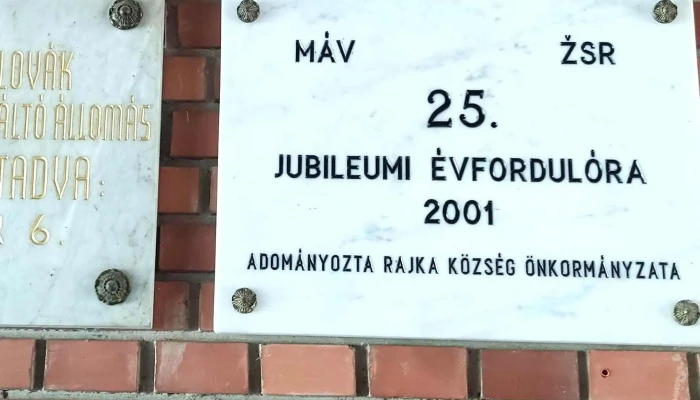 LOVÁK
ÁLTÓ ÁLLOMÁS
TADVA:
6.
MÁV ŽSR
25.
JUBILEUMI ÉVFORDULÓRA
2001
ADOMÁNYOZTA RAJKA KÖZSÉG ÖNKORMÁNYZATA